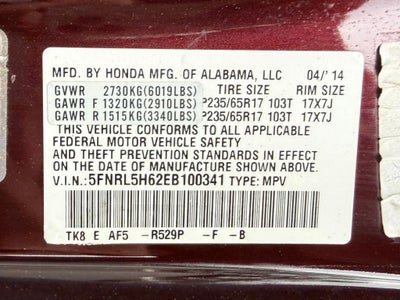 MFD. BY HONDA MFG. OF ALABAMA, LLC 04/'14
GVWR 2730KG(6019LBS) TIRE SIZE RIM SIZE
GAWR F 1320KG(2910LBS) P235/65R17 103T 17X7J
GAWR R 1515KG(3340LBS) P235/65R17 103T 17X7J
THIS VEHICLE CONFORMS TO ALL APPLICABLE
FEDERAL MOTOR VEHICLE SAFETY
AND THEFT PREVENTION STANDARDS IN EFFECT ON
THE DATE OF MANUFACTURE SHOWN ABOVE.
V.I.N.: 5FNRL5H62EB100341 TYPE: MPV
TK8 E AF5 -R529P -F -B